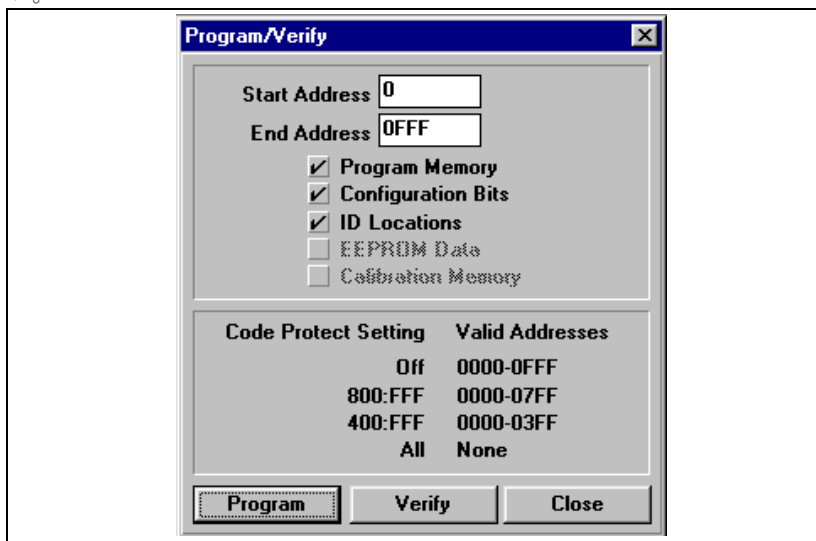 Program/Verify
Start Address 0
End Address 0FFF
Program Memory
Configuration Bits
ID Locations
EEPROM Data
Calibration Memory
Code Protect Setting Valid Addresses
Off 0000-0FFF
800:FFF 0000-07FF
400:FFF 0000-03FF
All None
Program Verify Close